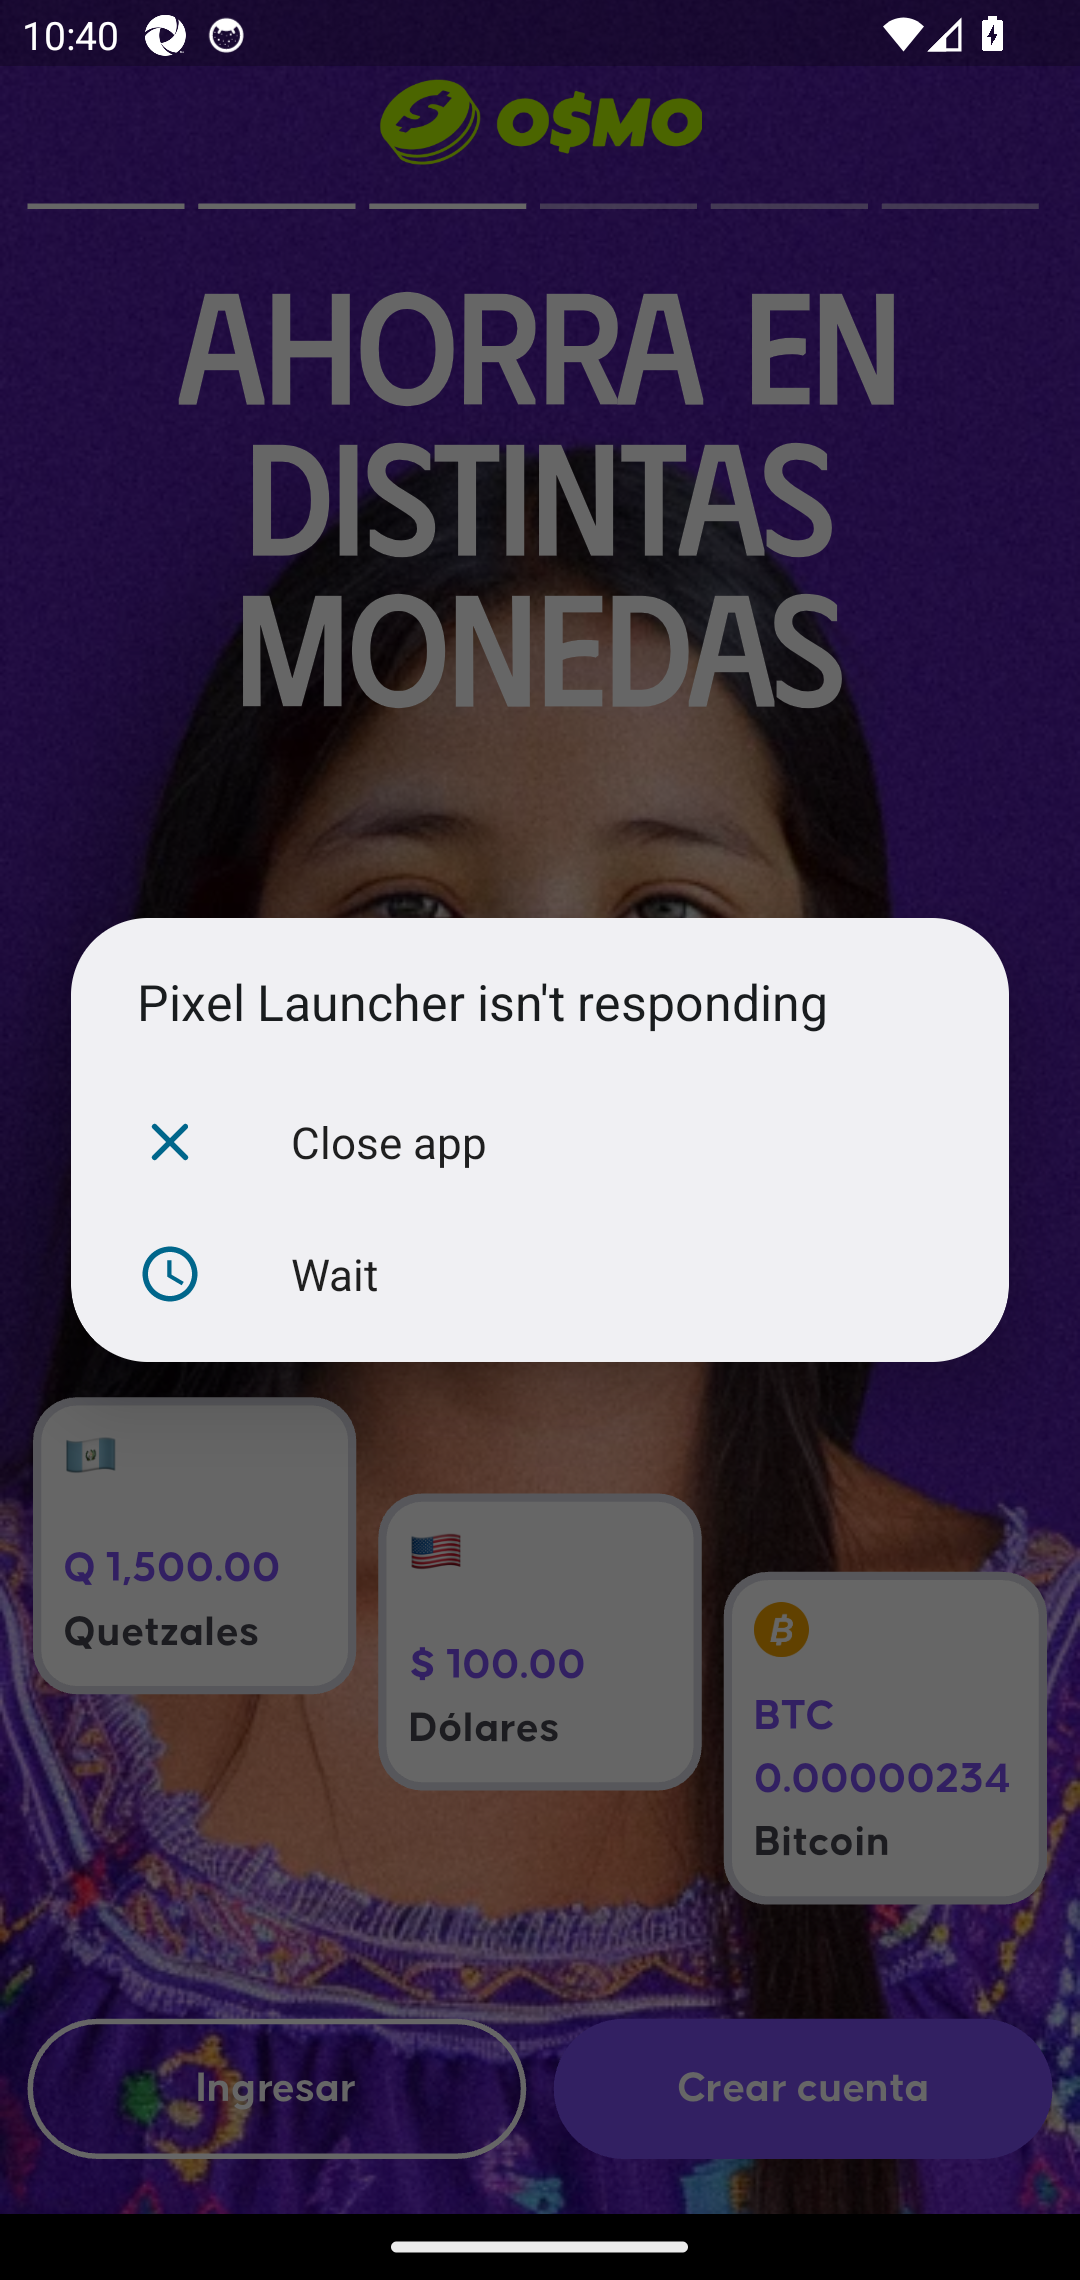 10:40
O$MO
AHORRA EN
DISTINTAS
MONEDAS
Pixel Launcher isn't responding
Close app
Wait
Q 1,500.00
Quetzales
$ 100.00
Dólares
BTC
0.00000234
Bitcoin
Ingresar
Crear cuenta